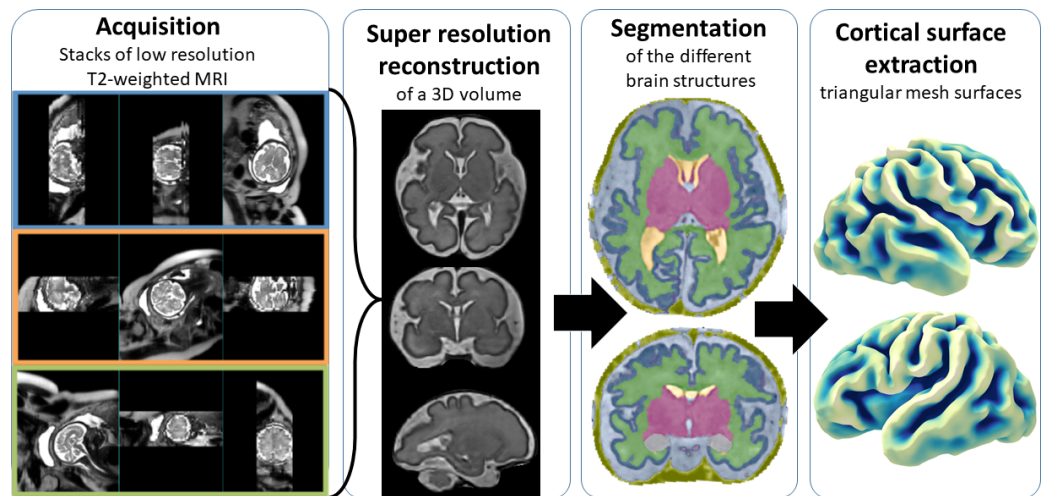 Acquisition
Stacks of low resolution
T2-weighted MRI
Super resolution
reconstruction
of a 3D volume
Segmentation
of the different
brain structures
Cortical surface
extraction
triangular mesh surfaces